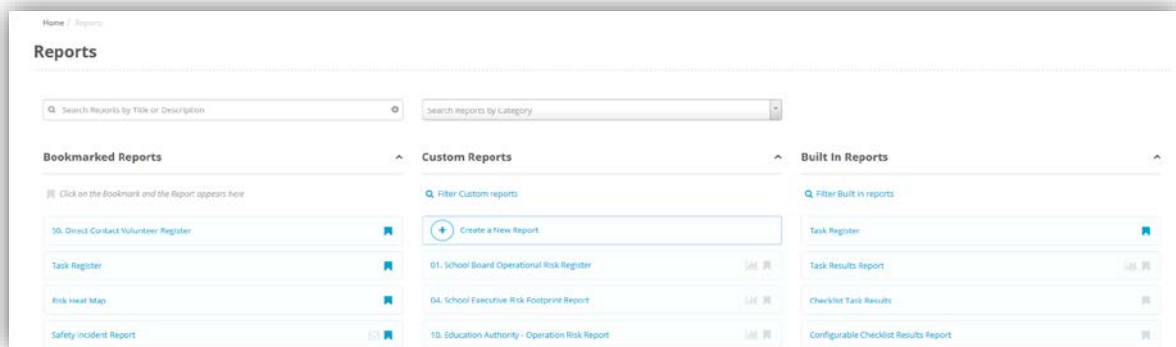 Home / Reports
Reports
Search Reports by Title or Description
Search Reports by Category
Bookmarked Reports
Custom Reports
Built In Reports
Click on the Bookmark and the Report appears here
Filter Custom reports
Filter Built in reports
50. Direct Contact Volunteer Register
Create a New Report
Task Register
Task Register
01. School Board Operational Risk Register
Task Results Report
Risk Heat Map
04. School Executive Risk Footprint Report
Checklist Task Results
Safety Incident Report
10. Education Authority - Operation Risk Report
Configurable Checklist Results Report